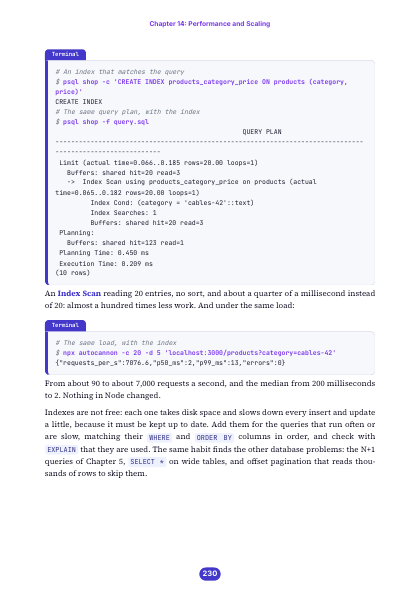 Chapter 14: Performance and Scaling
Terminal
# An index that matches the query
$ psql shop -c 'CREATE INDEX products_category_price ON products (category,
price)'
CREATE INDEX
# The same query plan, with the index
$ psql shop -f query.sql
QUERY PLAN
------------------------------------------------------------------------------
---------------------------
Limit (actual time=0.066..0.185 rows=20.00 loops=1)
Buffers: shared hit=20 read=3
-> Index Scan using products_category_price on products (actual
time=0.065..0.182 rows=20.00 loops=1)
Index Cond: (category = 'cables-42'::text)
Index Searches: 1
Buffers: shared hit=20 read=3
Planning:
Buffers: shared hit=123 read=1
Planning Time: 0.450 ms
Execution Time: 0.209 ms
(10 rows)
An Index Scan reading 20 entries, no sort, and about a quarter of a millisecond instead
of 20: almost a hundred times less work. And under the same load:
Terminal
# The same load, with the index
$ npx autocannon -c 20 -d 5 'localhost:3000/products?category=cables-42'
{"requests_per_s":7076.6,"p50_ms":2,"p99_ms":13,"errors":0}
From about 90 to about 7,000 requests a second, and the median from 200 milliseconds
to 2. Nothing in Node changed.
Indexes are not free: each one takes disk space and slows down every insert and update
a little, because it must be kept up to date. Add them for the queries that run often or
are slow, matching their WHERE and ORDER BY columns in order, and check with
EXPLAIN that they are used. The same habit finds the other database problems: the N+1
queries of Chapter 5, SELECT * on wide tables, and offset pagination that reads thou-
sands of rows to skip them.
230